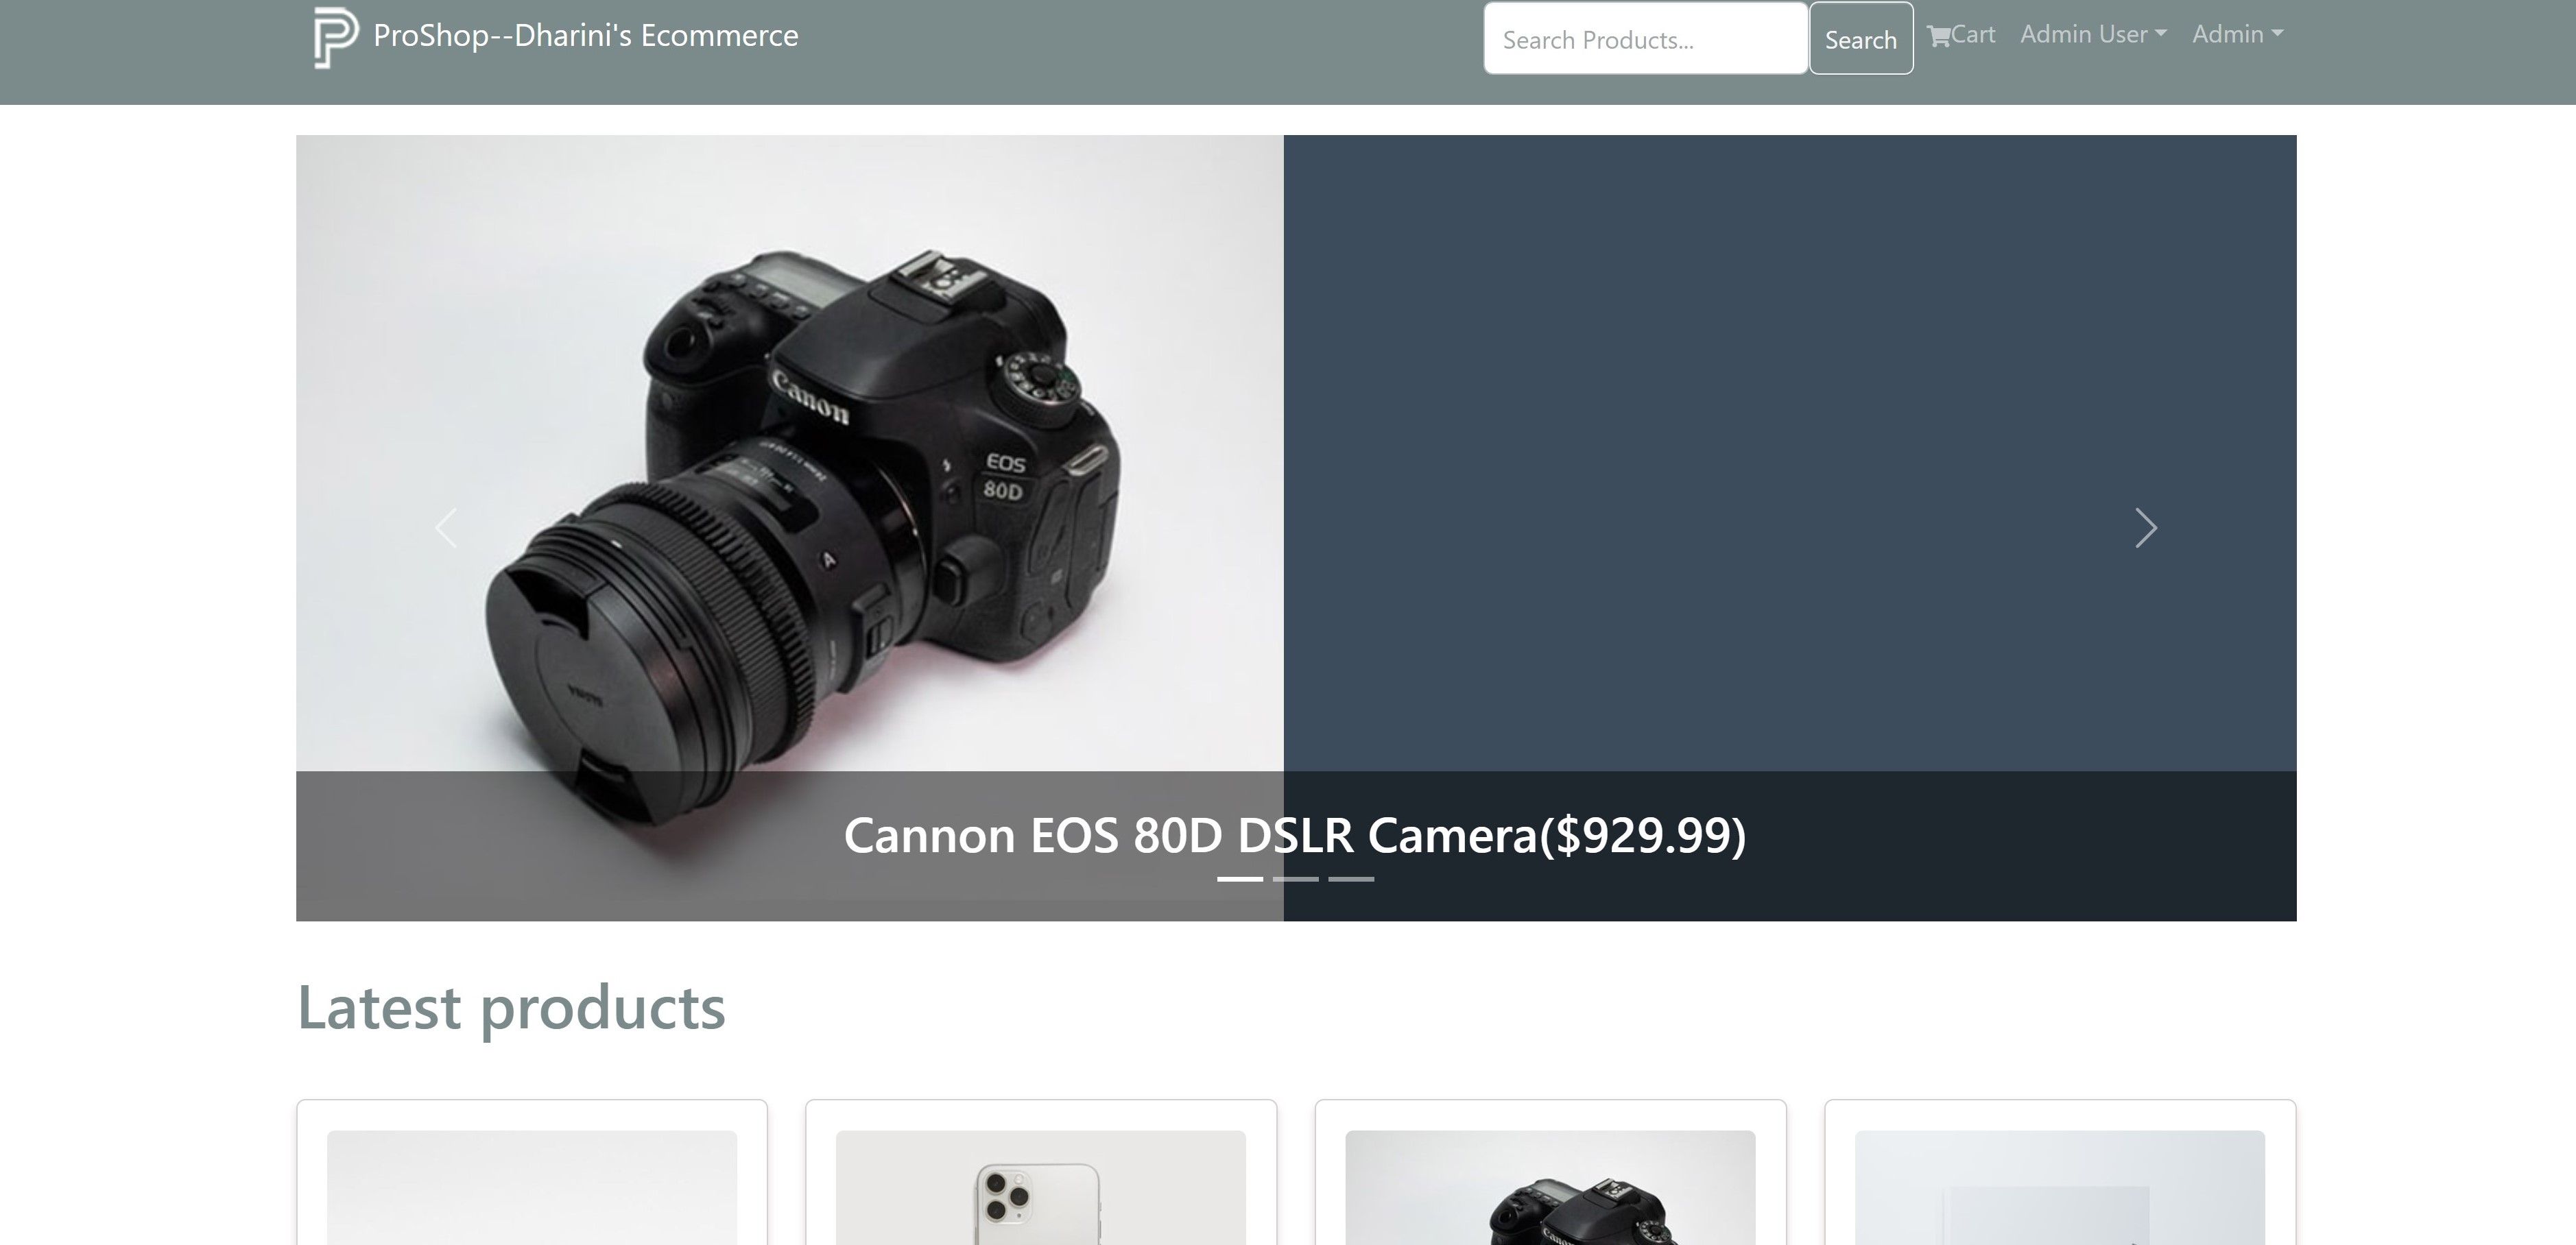 ProShop--Dharini's Ecommerce
Search Products...
Search
Cart
Admin User
Admin
Canon
EOS
80D
A
Cannon EOS 80D DSLR Camera($929.99)
Latest products
Canon